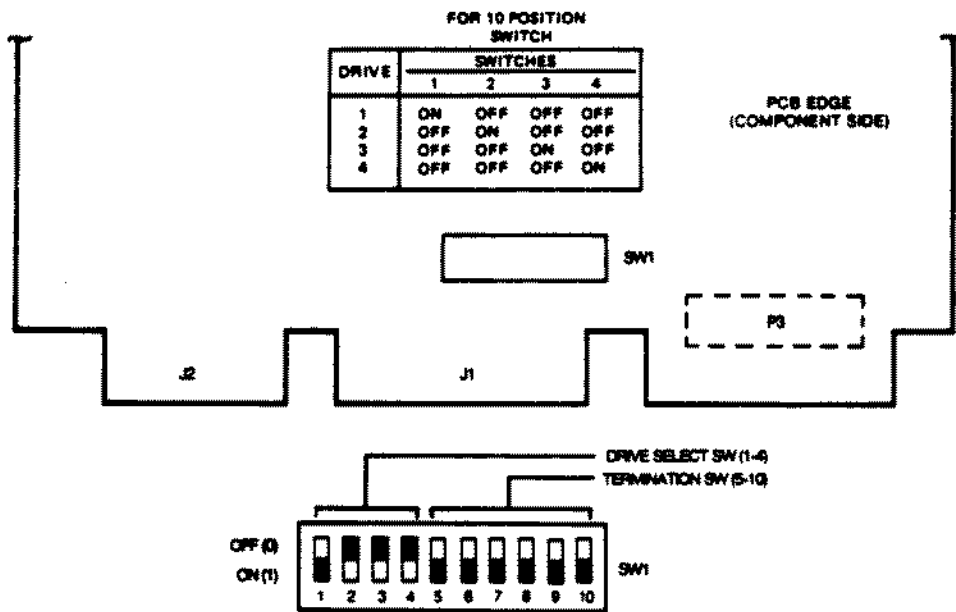 FOR 10 POSITION
SWITCH
DRIVE SWITCHES
1 2 3 4
1 ON OFF OFF OFF
2 OFF ON OFF OFF
3 OFF OFF ON OFF
4 OFF OFF OFF ON
PCB EDGE
(COMPONENT SIDE)
SW1
P3
J2
J1
DRIVE SELECT SW (1-4)
TERMINATION SW (5-10)
OFF (0)
ON (1)
SW1
1 2 3 4 5 6 7 8 9 10